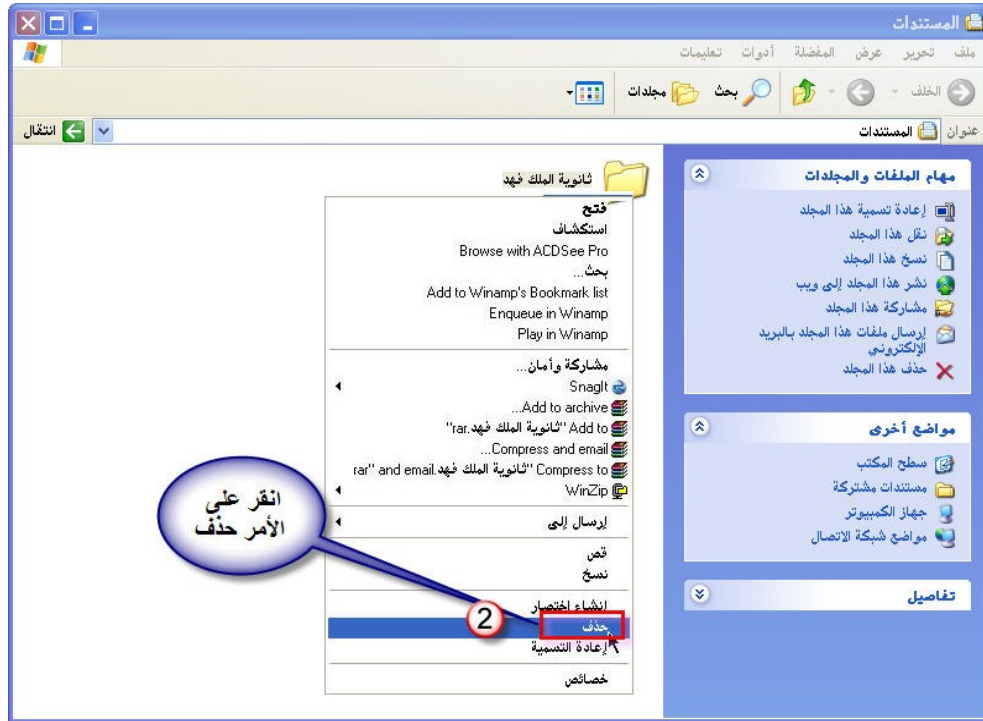 المستندات
ملف تحرير عرض المفضلة أدوات تعليمات
الخلف بحث مجلدات
عنوان المستندات انتقال
مهام الملفات والمجلدات
إعادة تسمية هذا المجلد
نقل هذا المجلد
نسخ هذا المجلد
نشر هذا المجلد إلى ويب
مشاركة هذا المجلد
إرسال ملفات هذا المجلد بالبريد
الإلكتروني
حذف هذا المجلد
مواضع أخرى
سطح المكتب
مستندات مشتركة
جهاز الكمبيوتر
مواضع شبكة الاتصال
تفاصيل
ثانوية الملك فهد
فتح
استكشاف
Browse with ACDSee Pro
بحث...
Add to Winamp's Bookmark list
Enqueue in Winamp
Play in Winamp
مشاركة وأمان...
SnagIt
...Add to archive
Add to "ثانوية الملك فهد.rar"
...Compress and email
Compress to "ثانوية الملك فهد.rar" and email
WinZip
إرسال إلى
قص
نسخ
إنشاء اختصار
حذف
إعادة التسمية
خصائص
انقر على
الأمر حذف
2